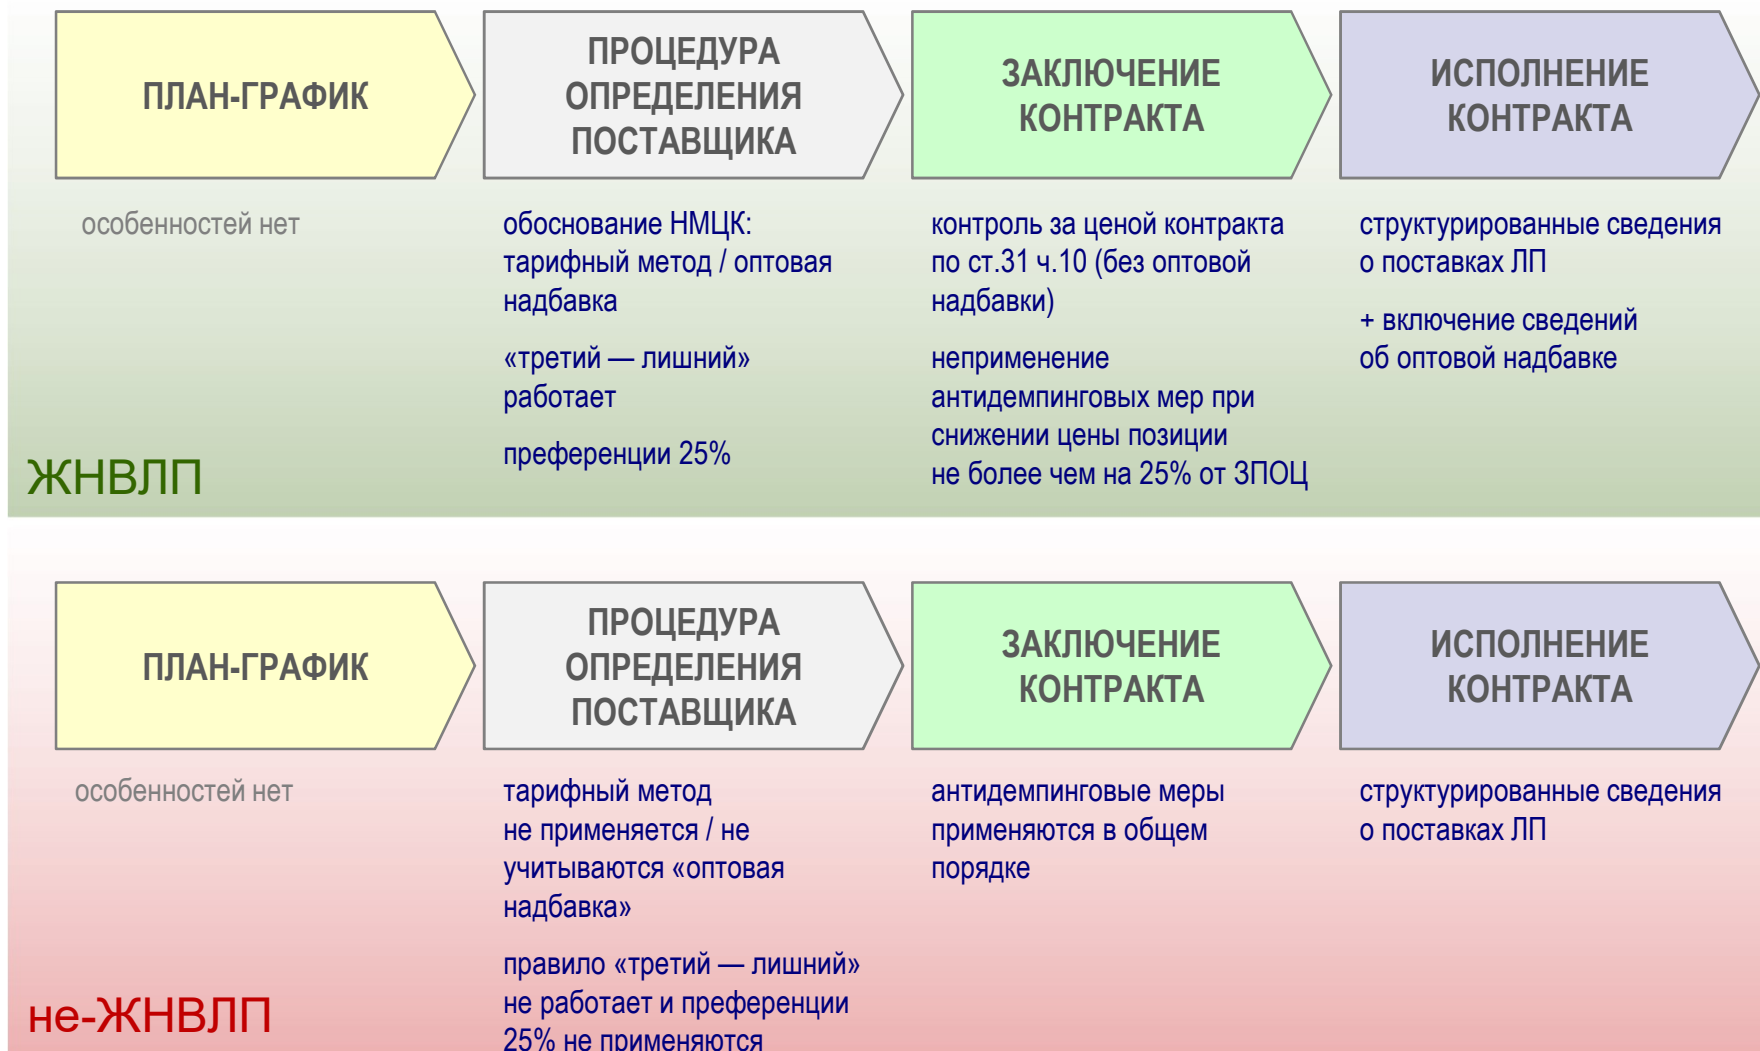 ПЛАН-ГРАФИК
ПРОЦЕДУРА
ОПРЕДЕЛЕНИЯ
ПОСТАВЩИКА
ЗАКЛЮЧЕНИЕ
КОНТРАКТА
ИСПОЛНЕНИЕ
КОНТРАКТА
особенностей нет
обоснование НМЦК:
тарифный метод / оптовая
надбавка
«третий — лишний»
работает
преференции 25%
контроль за ценой контракта
по ст.31 ч.10 (без оптовой
надбавки)
неприменение
антидемпинговых мер при
снижении цены позиции
не более чем на 25% от ЗПОЦ
структурированные сведения
о поставках ЛП
+ включение сведений
об оптовой надбавке
ЖНВЛП
ПЛАН-ГРАФИК
ПРОЦЕДУРА
ОПРЕДЕЛЕНИЯ
ПОСТАВЩИКА
ЗАКЛЮЧЕНИЕ
КОНТРАКТА
ИСПОЛНЕНИЕ
КОНТРАКТА
особенностей нет
тарифный метод
не применяется / не
учитываются «оптовая
надбавка»
правило «третий — лишний»
не работает и преференции
25% не применяются
антидемпинговые меры
применяются в общем
порядке
структурированные сведения
о поставках ЛП
не-ЖНВЛП